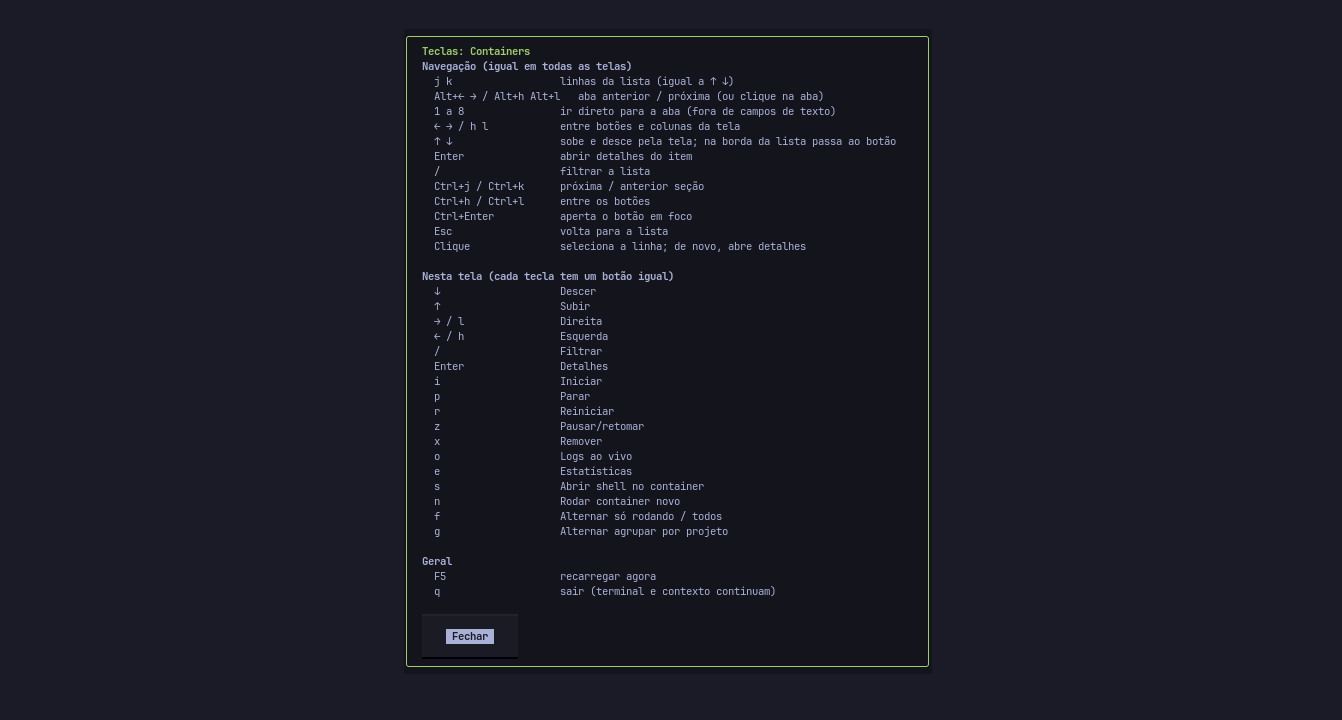 Teclas: Containers
Navegação (igual em todas as telas)
j k linhas da lista (igual a ↑ ↓)
Alt+← → / Alt+h Alt+l aba anterior / próxima (ou clique na aba)
1 a 8 ir direto para a aba (fora de campos de texto)
← → / h l entre botões e colunas da tela
↑ ↓ sobe e desce pela tela; na borda da lista passa ao botão
Enter abrir detalhes do item
/ filtrar a lista
Ctrl+j / Ctrl+k próxima / anterior seção
Ctrl+h / Ctrl+l entre os botões
Ctrl+Enter aperta o botão em foco
Esc volta para a lista
Clique seleciona a linha; de novo, abre detalhes
Nesta tela (cada tecla tem um botão igual)
↓ Descer
↑ Subir
→ / l Direita
← / h Esquerda
/ Filtrar
Enter Detalhes
i Iniciar
p Parar
r Reiniciar
z Pausar/retomar
x Remover
o Logs ao vivo
e Estatísticas
s Abrir shell no container
n Rodar container novo
f Alternar só rodando / todos
g Alternar agrupar por projeto
Geral
F5 recarregar agora
q sair (terminal e contexto continuam)
Fechar